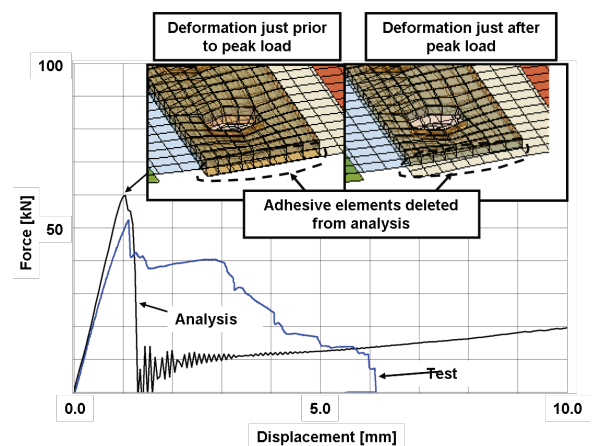 Deformation just prior
to peak load
Deformation just after
peak load
100
Adhesive elements deleted
from analysis
50
Force [kN]
Analysis
Test
0.0
5.0
10.0
Displacement [mm]